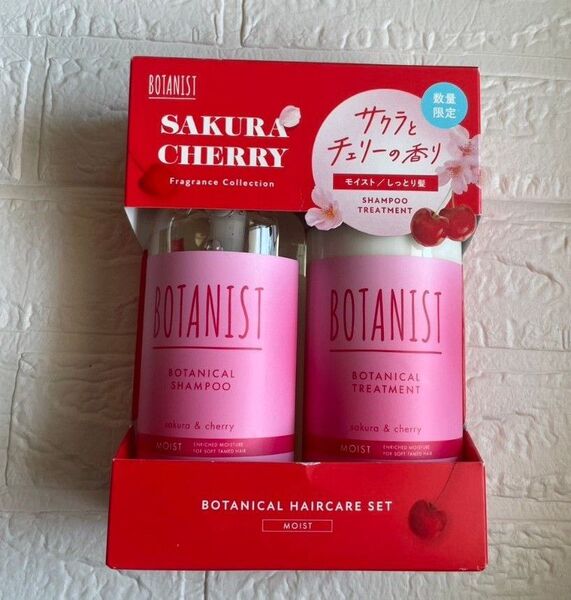 BOTANIST
SAKURA
CHERRY
Fragrance Collection
数量
限定
サクラと
チェリーの香り
モイスト／しっとり髪
SHAMPOO
TREATMENT
BOTANIST
BOTANICAL
SHAMPOO
sakura & cherry
MOIST
ENRICHED MOISTURE
FOR SOFT TAMED HAIR
BOTANIST
BOTANICAL
TREATMENT
sakura & cherry
MOIST
ENRICHED MOISTURE
FOR SOFT TAMED HAIR
BOTANICAL HAIRCARE SET
MOIST